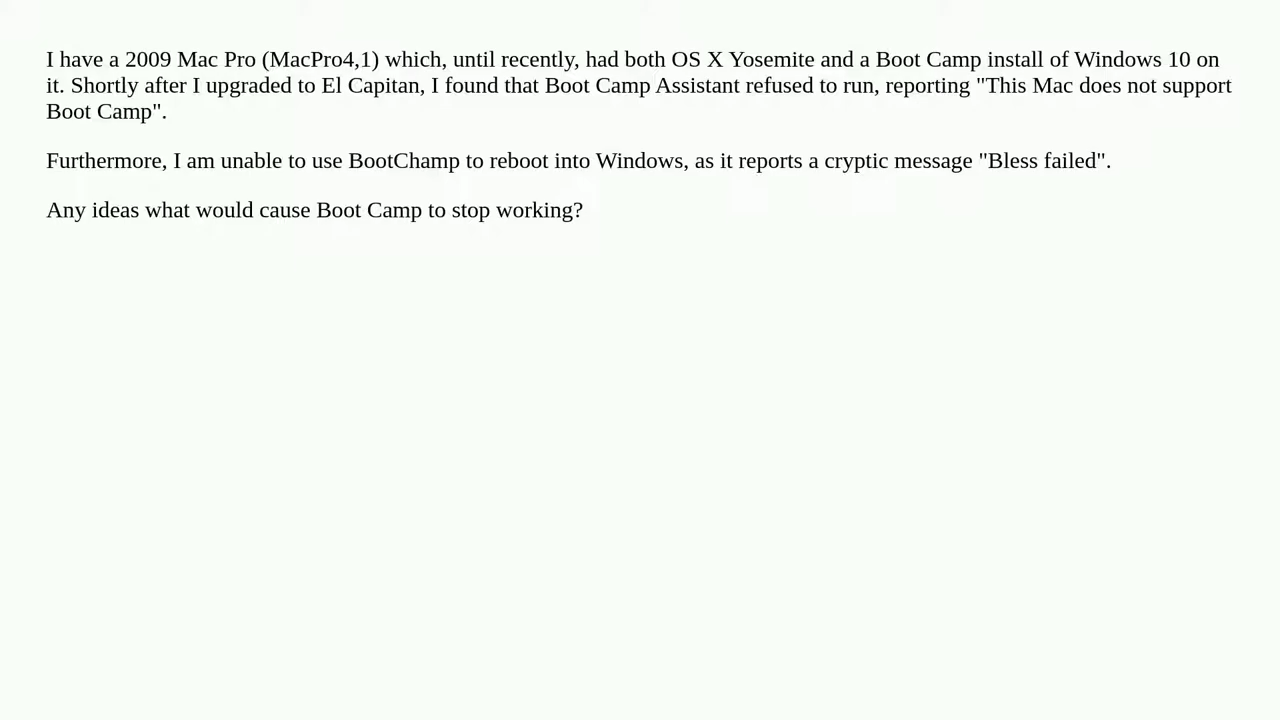 I have a 2009 Mac Pro (MacPro4,1) which, until recently, had both OS X Yosemite and a Boot Camp install of Windows 10 on
it. Shortly after I upgraded to El Capitan, I found that Boot Camp Assistant refused to run, reporting "This Mac does not support
Boot Camp".
Furthermore, I am unable to use BootChamp to reboot into Windows, as it reports a cryptic message "Bless failed".
Any ideas what would cause Boot Camp to stop working?